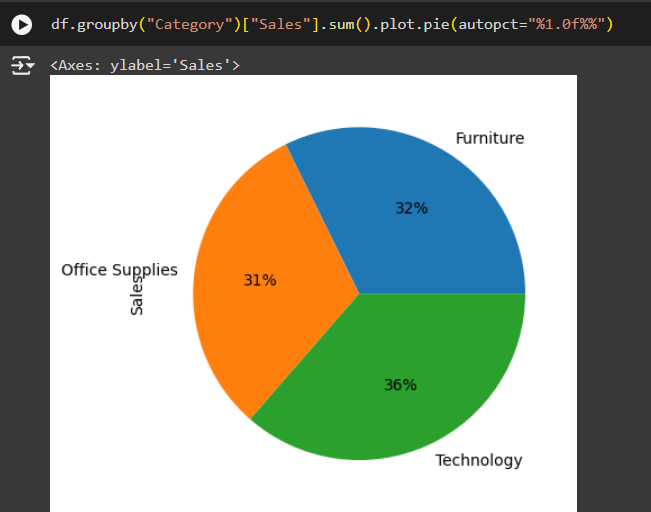 df.groupby("Category")["Sales"].sum().plot.pie(autopct="%1.0f%%")
<Axes: ylabel='Sales'>
Furniture
32%
Office Supplies
31%
Sales
36%
Technology